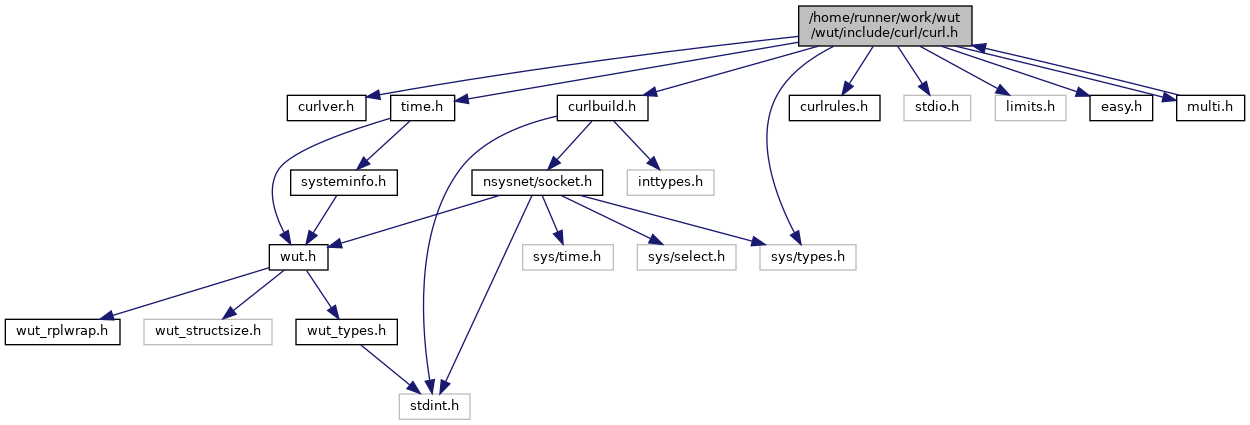 /home/runner/work/wut
/wut/include/curl/curl.h
curlver.h
time.h
curlbuild.h
curlrules.h
stdio.h
limits.h
easy.h
multi.h
systeminfo.h
nsysnet/socket.h
inttypes.h
wut.h
sys/time.h
sys/select.h
sys/types.h
wut_rplwrap.h
wut_structsize.h
wut_types.h
stdint.h